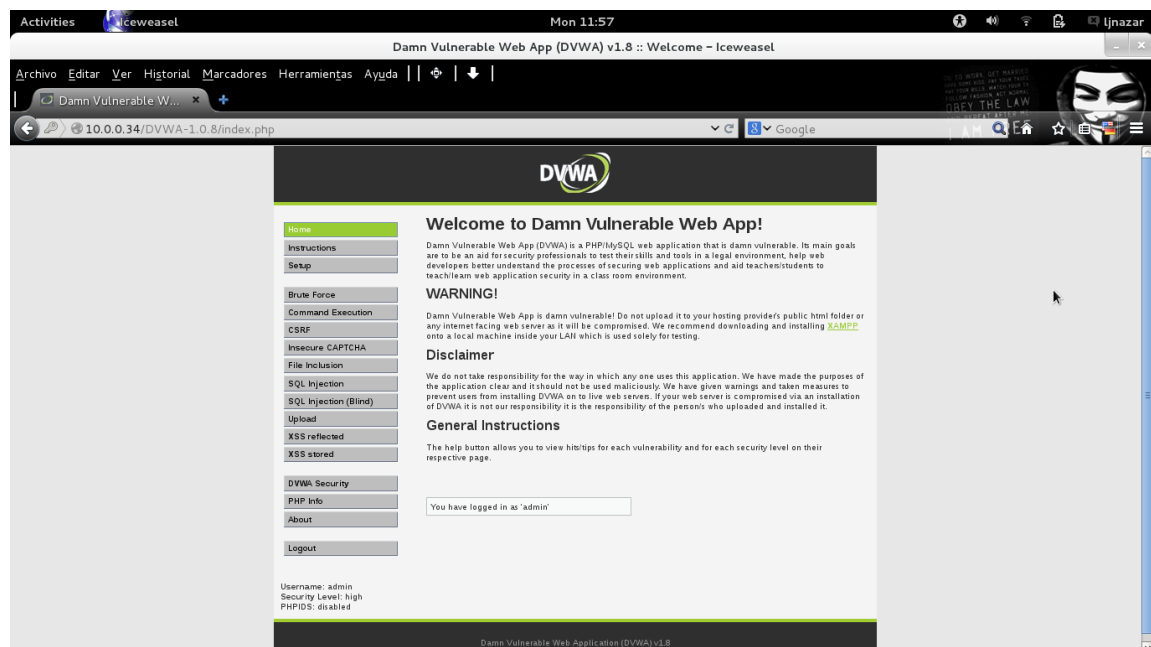 Activities
Iceweasel
Mon 11:57
ljnazar
Damn Vulnerable Web App (DVWA) v1.8 :: Welcome – Iceweasel
Archivo Editar Ver Historial Marcadores Herramientas Ayuda
Damn Vulnerable W...
OBEY THE LAW
10.0.0.34/DVWA-1.0.8/index.php
Google
I AM
DVWA
Home
Instructions
Setup
Brute Force
Command Execution
CSRF
Insecure CAPTCHA
File Inclusion
SQL Injection
SQL Injection (Blind)
Upload
XSS reflected
XSS stored
DVWA Security
PHP Info
About
Logout
Username: admin
Security Level: high
PHPIDS: disabled
Welcome to Damn Vulnerable Web App!
Damn Vulnerable Web App (DVWA) is a PHP/MySQL web application that is damn vulnerable. Its main goals
are to be an aid for security professionals to test their skills and tools in a legal environment, help web
developers better understand the processes of securing web applications and aid teachers/students to
teach/learn web application security in a class room environment.
WARNING!
Damn Vulnerable Web App is damn vulnerable! Do not upload it to your hosting provider's public html folder or
any internet facing web server as it will be compromised. We recommend downloading and installing XAMPP
onto a local machine inside your LAN which is used solely for testing.
Disclaimer
We do not take responsibility for the way in which any one uses this application. We have made the purposes of
the application clear and it should not be used maliciously. We have given warnings and taken measures to
prevent users from installing DVWA on to live web servers. If your web server is compromised via an installation
of DVWA it is not our responsibility it is the responsibility of the person/s who uploaded and installed it.
General Instructions
The help button allows you to view hits/tips for each vulnerability and for each security level on their
respective page.
You have logged in as 'admin'
Damn Vulnerable Web Application (DVWA) v1.8